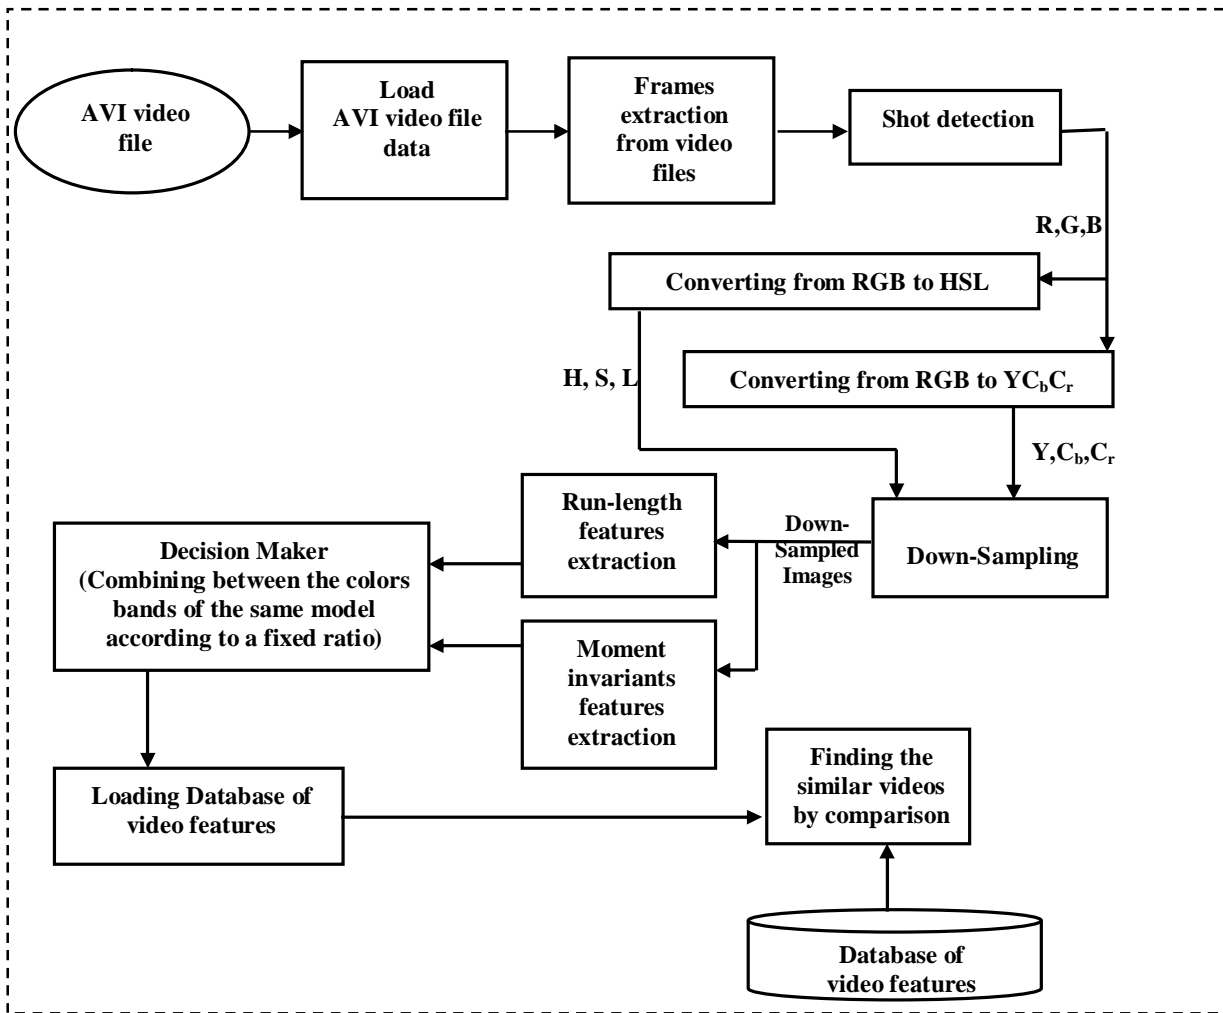 AVI video
file
Load
AVI video file
data
Frames
extraction
from video
files
Shot detection
R,G,B
Converting from RGB to HSL
H, S, L
Converting from RGB to YCbCr
Y,Cb,Cr
Down-Sampling
Down-
Sampled
Images
Run-length
features
extraction
Moment
invariants
features
extraction
Decision Maker
(Combining between the colors
bands of the same model
according to a fixed ratio)
Loading Database of
video features
Finding the
similar videos
by comparison
Database of
video features